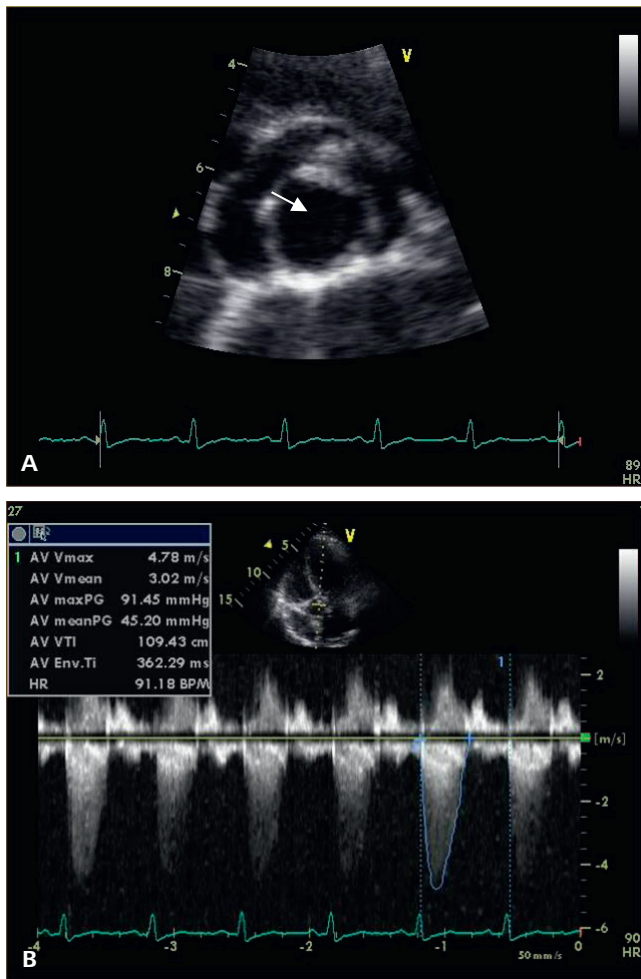 V
4
6
8
A
89
HR
27
V
1 AV Vmax 4.78 m/s
AV Vmean 3.02 m/s
AV maxPG 91.45 mmHg
AV meanPG 45.20 mmHg
AV VTI 109.43 cm
AV Env.Ti 362.29 ms
HR 91.18 BPM
5
10
15
1
2
[m/s]
-2
-4
-6
B
-4 -3 -2 -1 0
50 mm/s
90
HR